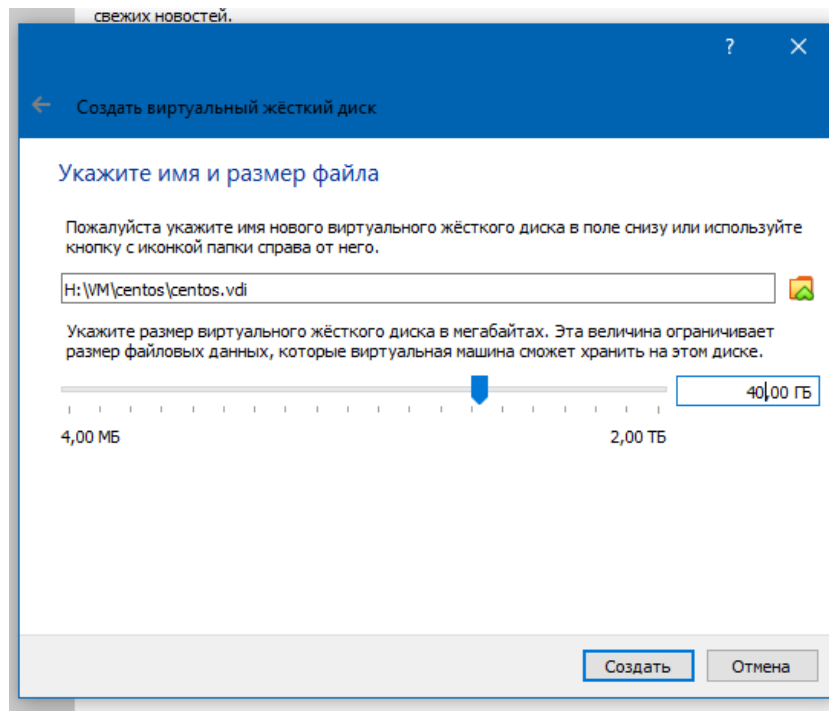 свежих новостей.
?
Создать виртуальный жёсткий диск
Укажите имя и размер файла
Пожалуйста укажите имя нового виртуального жёсткого диска в поле снизу или используйте
кнопку с иконкой папки справа от него.
H:\VM\centos\centos.vdi
Укажите размер виртуального жёсткого диска в мегабайтах. Эта величина ограничивает
размер файловых данных, которые виртуальная машина сможет хранить на этом диске.
40,00 ГБ
4,00 МБ 2,00 ТБ
Создать Отмена